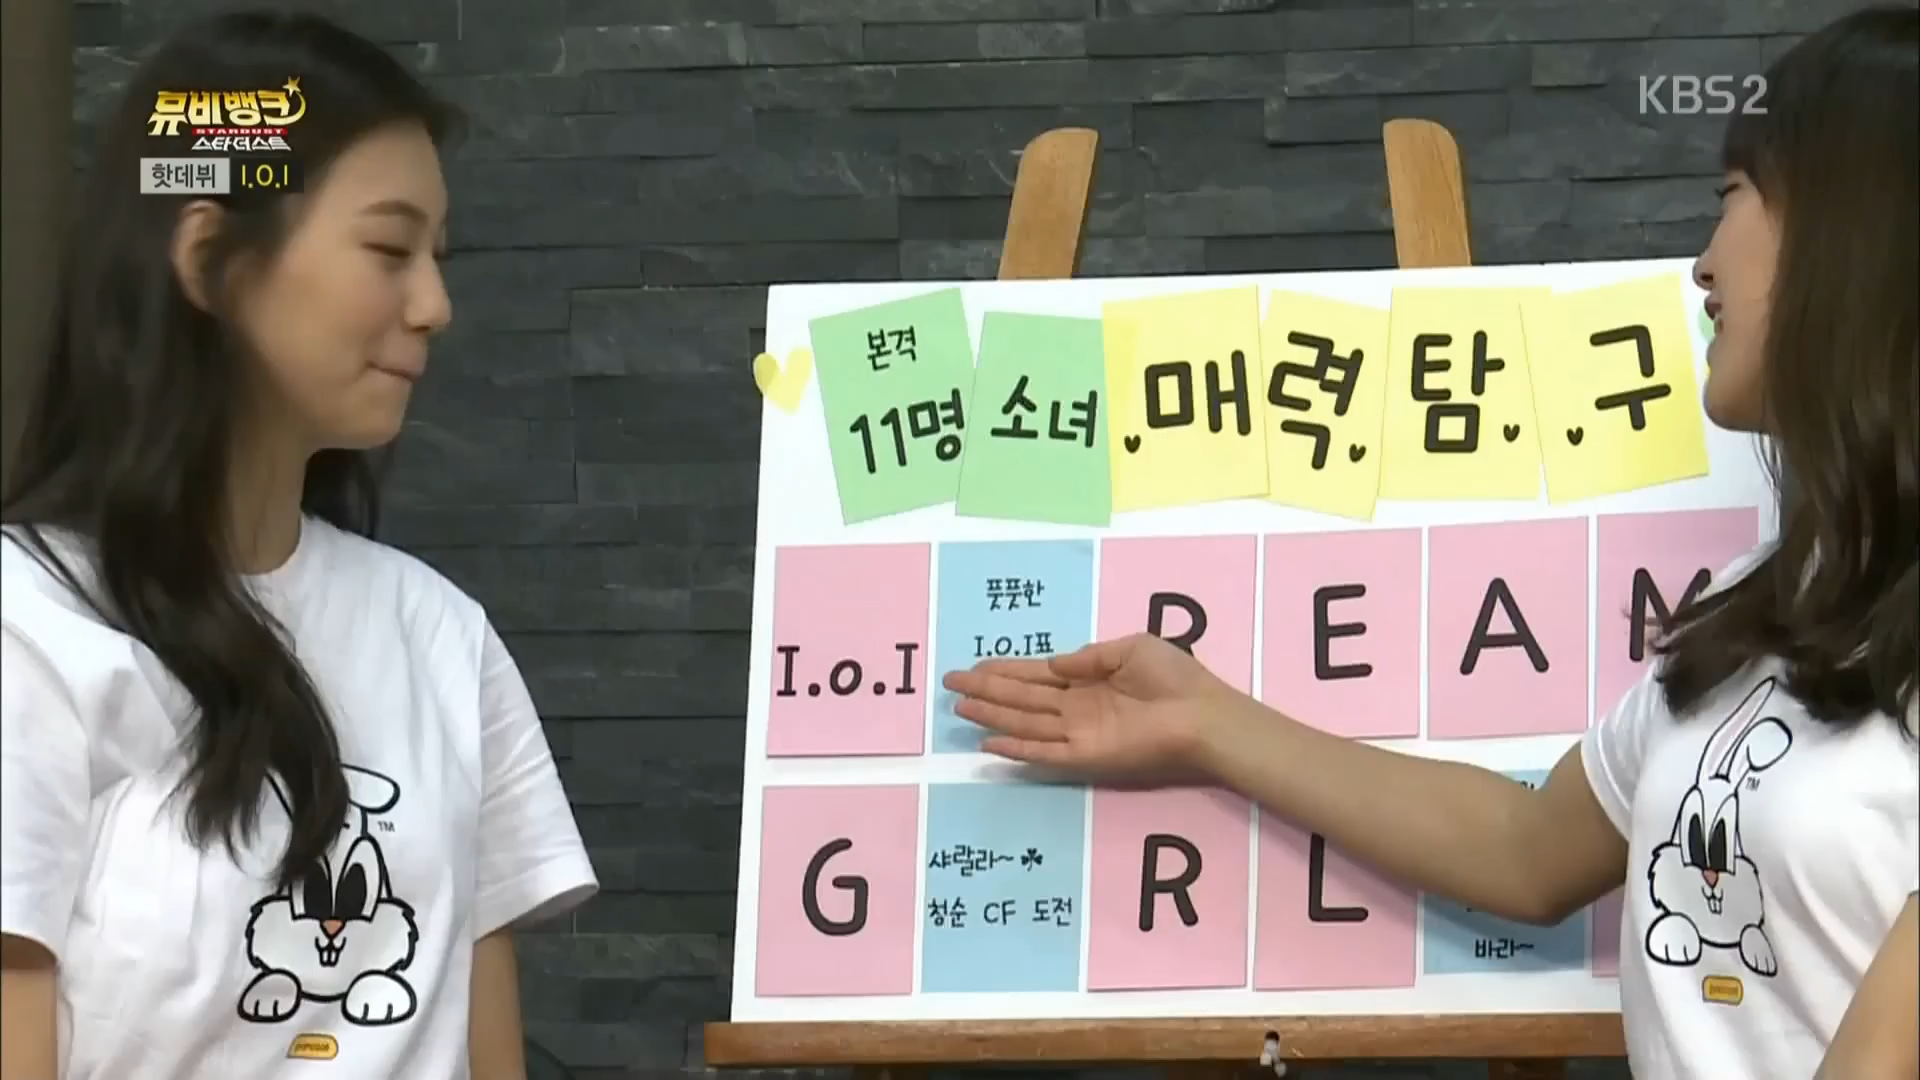 뮤비뱅크
STARDUST
스타더스트
핫데뷔 I.O.I
KBS2
본격
11명 소녀 매력탐구
I.o.I
풋풋한
I.O.I표
R E A M
G
샤랄라~
청순 CF 도전
R L
바라~
TM
TM